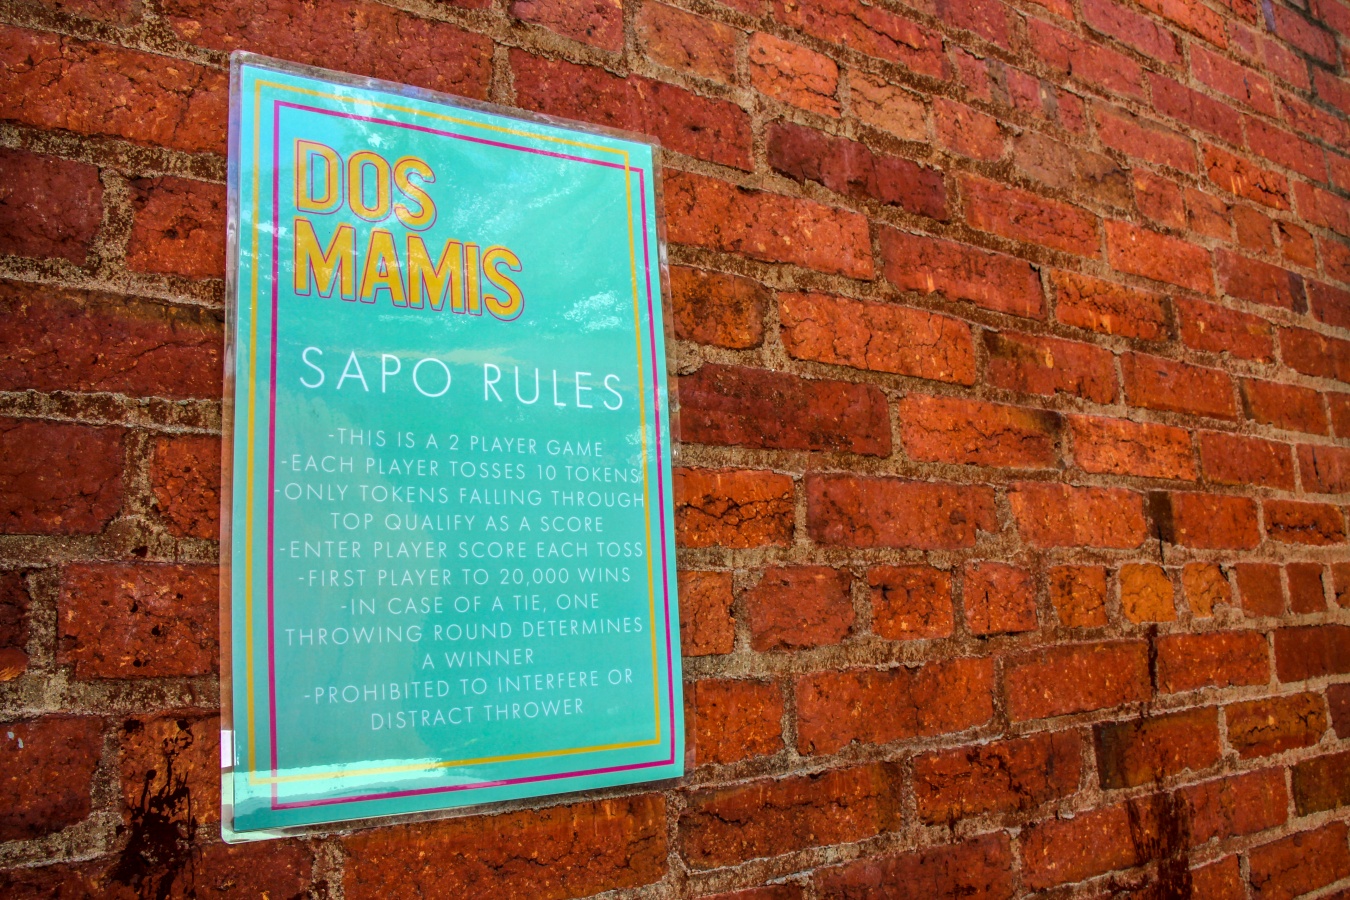 DOS
MAMIS
SAPO RULES
-THIS IS A 2 PLAYER GAME
-EACH PLAYER TOSSES 10 TOKENS
-ONLY TOKENS FALLING THROUGH
TOP QUALIFY AS A SCORE
-ENTER PLAYER SCORE EACH TOSS
-FIRST PLAYER TO 20,000 WINS
-IN CASE OF A TIE, ONE
THROWING ROUND DETERMINES
A WINNER
-PROHIBITED TO INTERFERE OR
DISTRACT THROWER